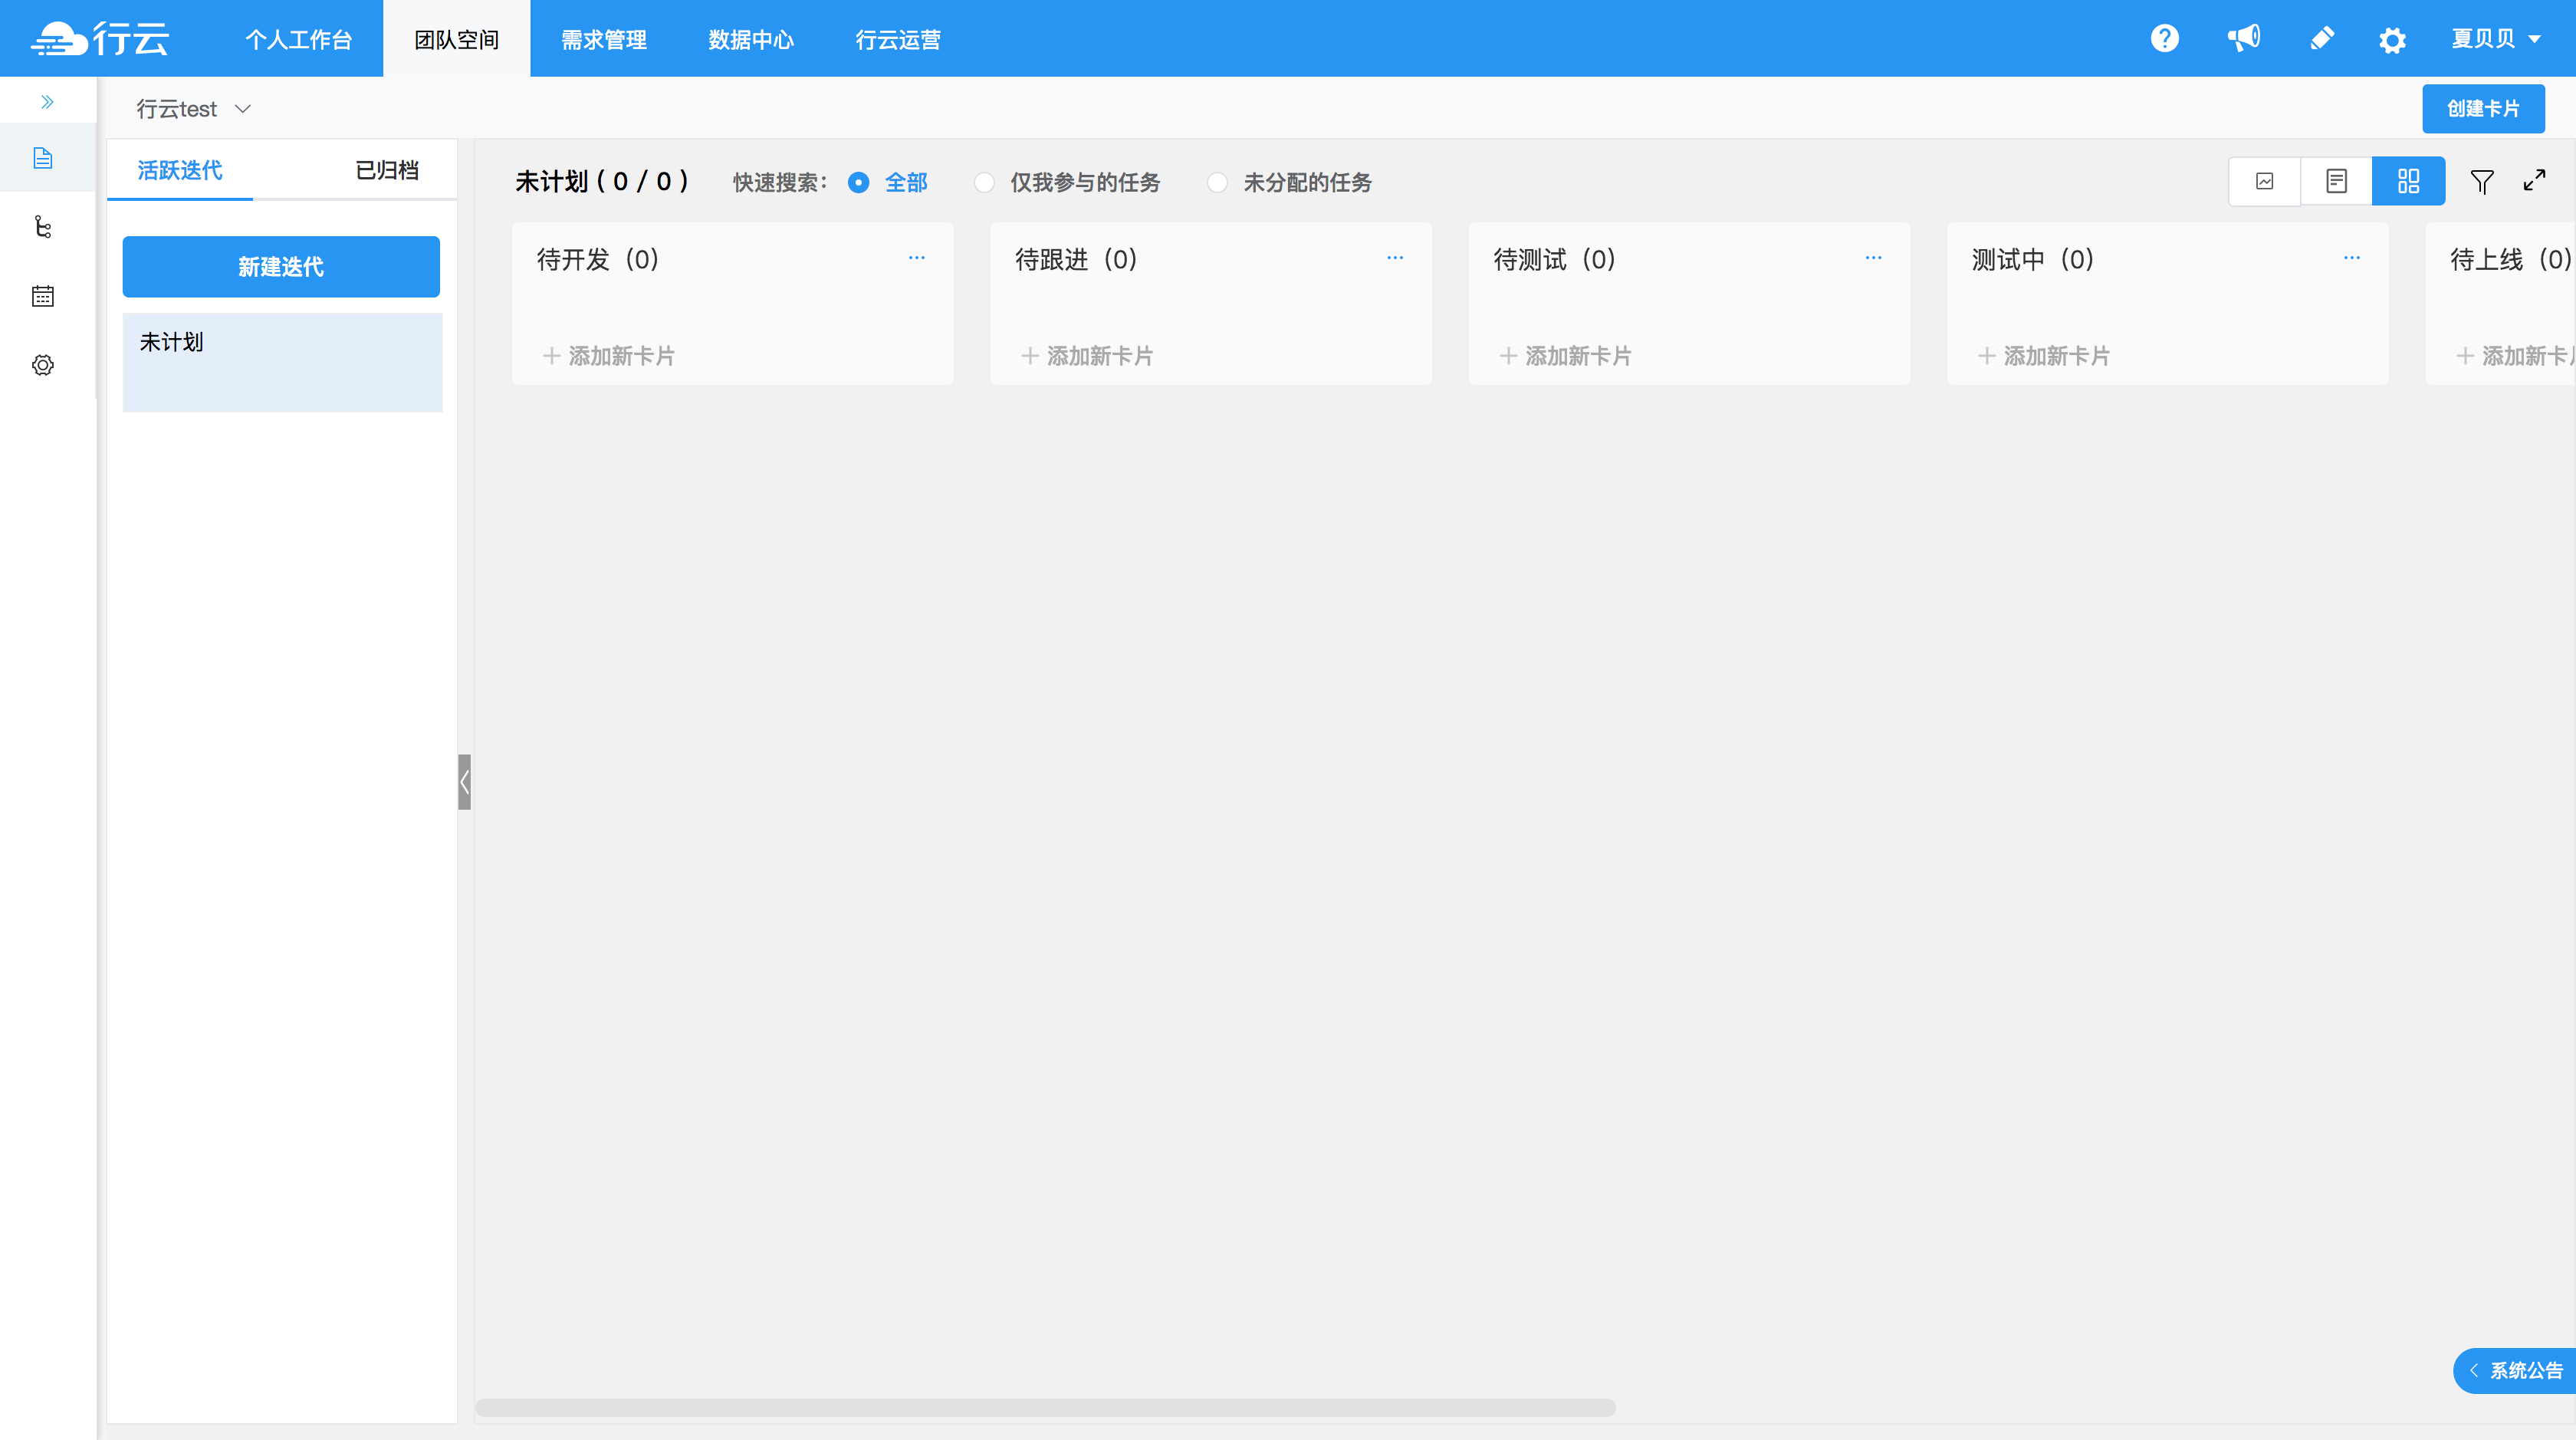 行云 个人工作台 团队空间 需求管理 数据中心 行云运营 夏贝贝
行云test 创建卡片
活跃迭代 已归档
未计划 ( 0 / 0 ) 快速搜索： 全部 仅我参与的任务 未分配的任务
新建迭代
未计划
待开发（0） ··· 待跟进（0） ··· 待测试（0） ··· 测试中（0） ··· 待上线（0）
+ 添加新卡片 + 添加新卡片 + 添加新卡片 + 添加新卡片 + 添加新卡片
系统公告